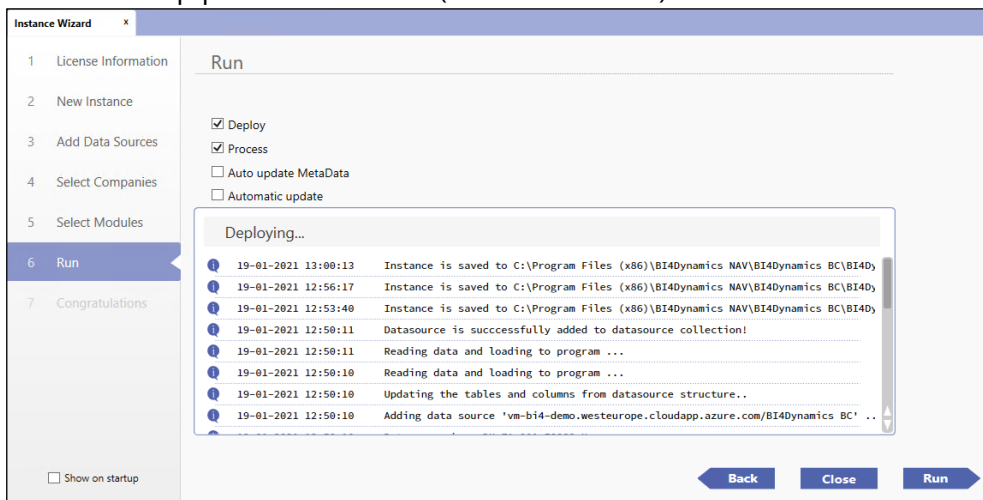 Instance Wizard x
1 License Information
2 New Instance
3 Add Data Sources
4 Select Companies
5 Select Modules
6 Run
7 Congratulations
Show on startup
Run
Deploy
Process
Auto update MetaData
Automatic update
Deploying...
19-01-2021 13:00:13 Instance is saved to C:\Program Files (x86)\BI4Dynamics NAV\BI4Dynamics BC\BI4Dy
19-01-2021 12:56:17 Instance is saved to C:\Program Files (x86)\BI4Dynamics NAV\BI4Dynamics BC\BI4Dy
19-01-2021 12:53:40 Instance is saved to C:\Program Files (x86)\BI4Dynamics NAV\BI4Dynamics BC\BI4Dy
19-01-2021 12:50:11 Datasource is succcessfully added to datasource collection!
19-01-2021 12:50:11 Reading data and loading to program ...
19-01-2021 12:50:10 Reading data and loading to program ...
19-01-2021 12:50:10 Updating the tables and columns from datasource structure..
19-01-2021 12:50:10 Adding data source 'vm-bi4-demo.westeurope.cloudapp.azure.com/BI4Dynamics BC' ..
Back Close Run